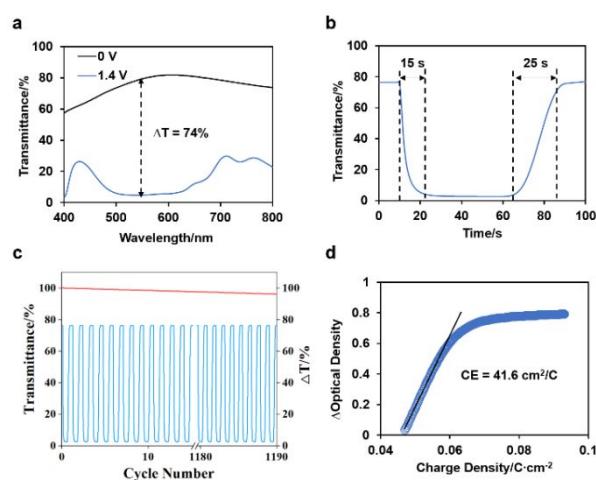 a
0 V
1.4 V
ΔT = 74%
Transmittance/%
100
80
60
40
20
0
400
500
600
700
800
Wavelength/nm
b
15 s
25 s
Transmittance/%
100
80
60
40
20
0
0
20
40
60
80
100
Time/s
c
Transmittance/%
100
80
60
40
20
0
0
10
1180
1190
100
80
60
40
20
0
△T/%
Cycle Number
d
ΔOptical Density
1
0.8
0.6
0.4
0.2
0
0.04
0.06
0.08
0.1
CE = 41.6 cm²/C
Charge Density/C·cm⁻²